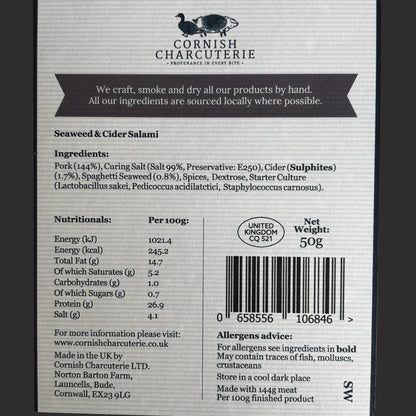 CORNISH
CHARCUTERIE
PROVENANCE IN EVERY BITE
We craft, smoke and dry all our products by hand.
All our ingredients are sourced locally where possible.
Seaweed & Cider Salami
Ingredients:
Pork (144%), Curing Salt (Salt 99%, Preservative: E250), Cider (Sulphites)
(1.7%), Spaghetti Seaweed (0.8%), Spices, Dextrose, Starter Culture
(Lactobacillus sakei, Pedicoccus acidilatctici, Staphylococcus carnosus).
Nutritionals: Per 100g:
Energy (kJ) 1021.4
Energy (kcal) 245.2
Total Fat (g) 14.7
Of which Saturates (g) 5.2
Carbohydrates (g) 1.0
Of which Sugars (g) 0.7
Protein (g) 26.9
Salt (g) 4.1
For more information please visit:
www.cornishcharcuterie.co.uk
Made in the UK by
Cornish Charcuterie LTD.
Norton Barton Farm,
Launcells, Bude,
Cornwall, EX23 9LG
UNITED
KINGDOM
CQ 521
Net
Weight:
50g
0 658556 106846 >
Allergens advice:
For allergens see ingredients in bold
May contain traces of fish, molluscs,
crustaceans
Store in a cool dark place
Made with 144g meat
Per 100g finished product
SW